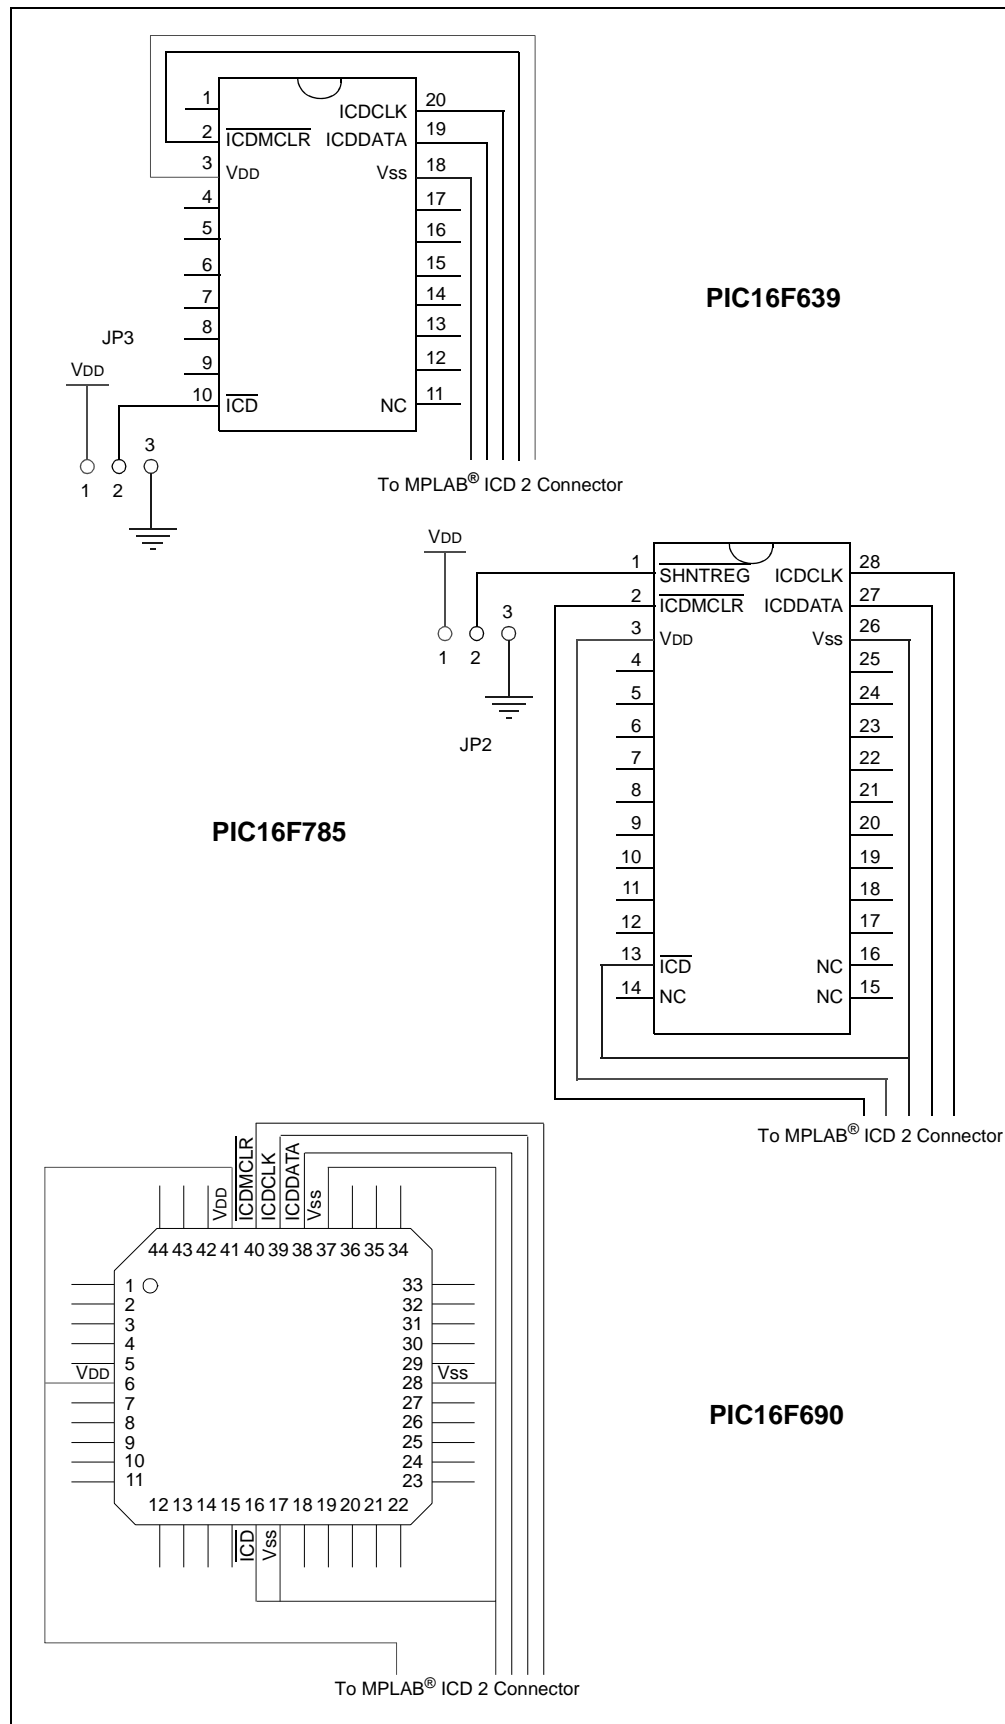 1
2
3
4
5
6
7
8
9
10
ICDMCLR
VDD
ICD
ICDCLK
ICDDATA
Vss
NC
20
19
18
17
16
15
14
13
12
11
PIC16F639
JP3
VDD
1 2 3
To MPLAB® ICD 2 Connector
VDD
1 2 3
JP2
1
2
3
4
5
6
7
8
9
10
11
12
13
14
SHNTREG
ICDMCLR
VDD
ICD
NC
ICDCLK
ICDDATA
Vss
NC
NC
28
27
26
25
24
23
22
21
20
19
18
17
16
15
PIC16F785
To MPLAB® ICD 2 Connector
VDD
ICDMCLR
ICDCLK
ICDDATA
Vss
44 43 42 41 40 39 38 37 36 35 34
1
2
3
4
5
VDD
6
7
8
9
10
11
33
32
31
30
29
Vss
28
27
26
25
24
23
12 13 14 15 16 17 18 19 20 21 22
ICD
Vss
PIC16F690
To MPLAB® ICD 2 Connector